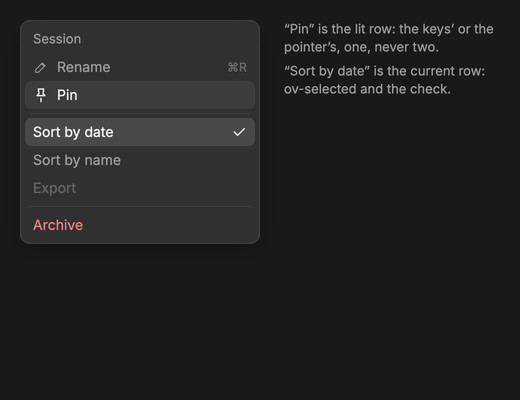 Session
Rename ⌘R
Pin
Sort by date
Sort by name
Export
Archive
“Pin” is the lit row: the keys’ or the
pointer’s, one, never two.
“Sort by date” is the current row:
ov-selected and the check.